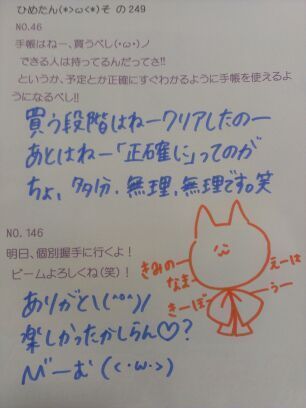 ひめたん(*>ω<*)そ の249
NO.46
手帳はねー、買うべし(・ω・)ノ
できる人は持ってるんだってさ!!
というか、予定とか正確にすぐわかるように手帳を使えるよ
うになるべし!!
買う段階はねークリアしたのー
あとはねー「正確に」ってのが
ちょ、多分、無理、無理です。笑
NO.146
明日、個別握手に行くよ!
ビームよろしくね(笑)!
ありがと\(^o^)/
楽しかったかしらん♡?
びーむ(<・ω・>)
きみのー
なまー
えーは
きーぼー
うー